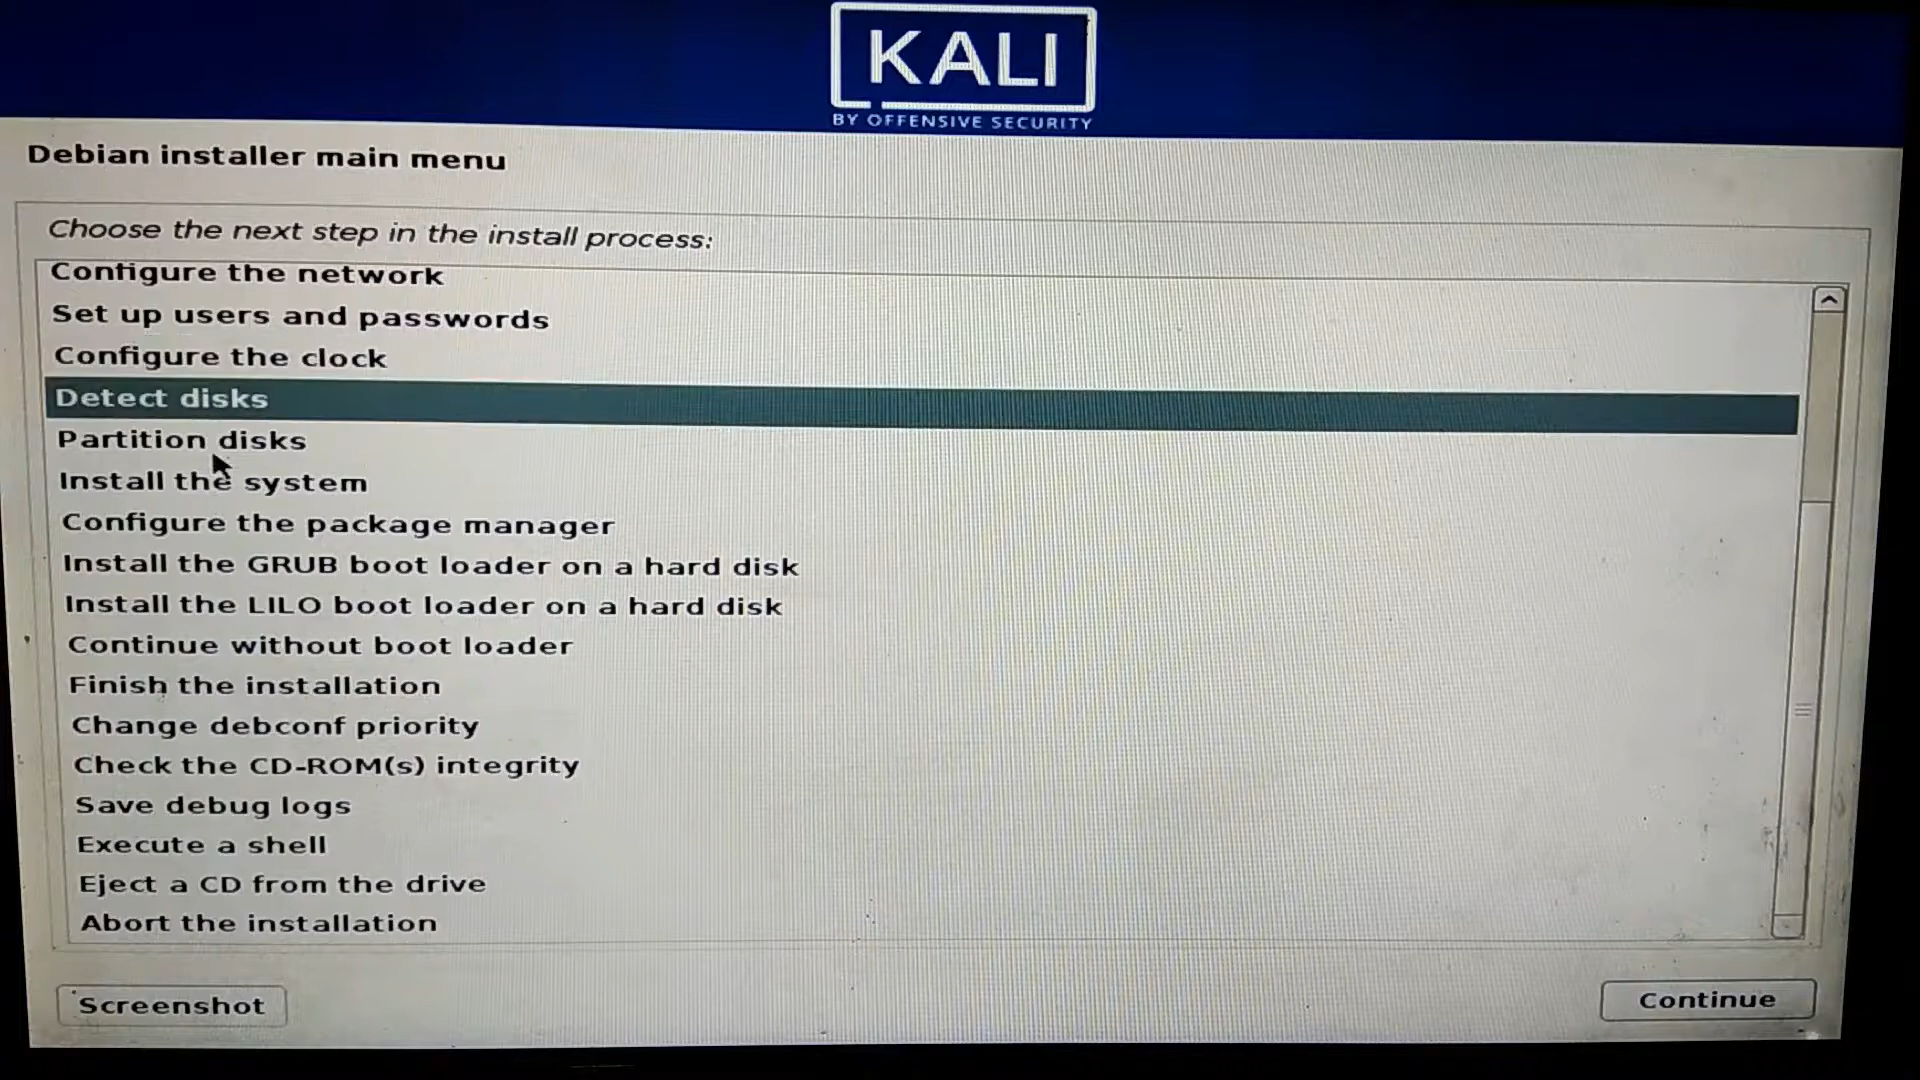 KALI
BY OFFENSIVE SECURITY
Debian installer main menu
Choose the next step in the install process:
Configure the network
Set up users and passwords
Configure the clock
Detect disks
Partition disks
Install the system
Configure the package manager
Install the GRUB boot loader on a hard disk
Install the LILO boot loader on a hard disk
Continue without boot loader
Finish the installation
Change debconf priority
Check the CD-ROM(s) integrity
Save debug logs
Execute a shell
Eject a CD from the drive
Abort the installation
Screenshot
Continue